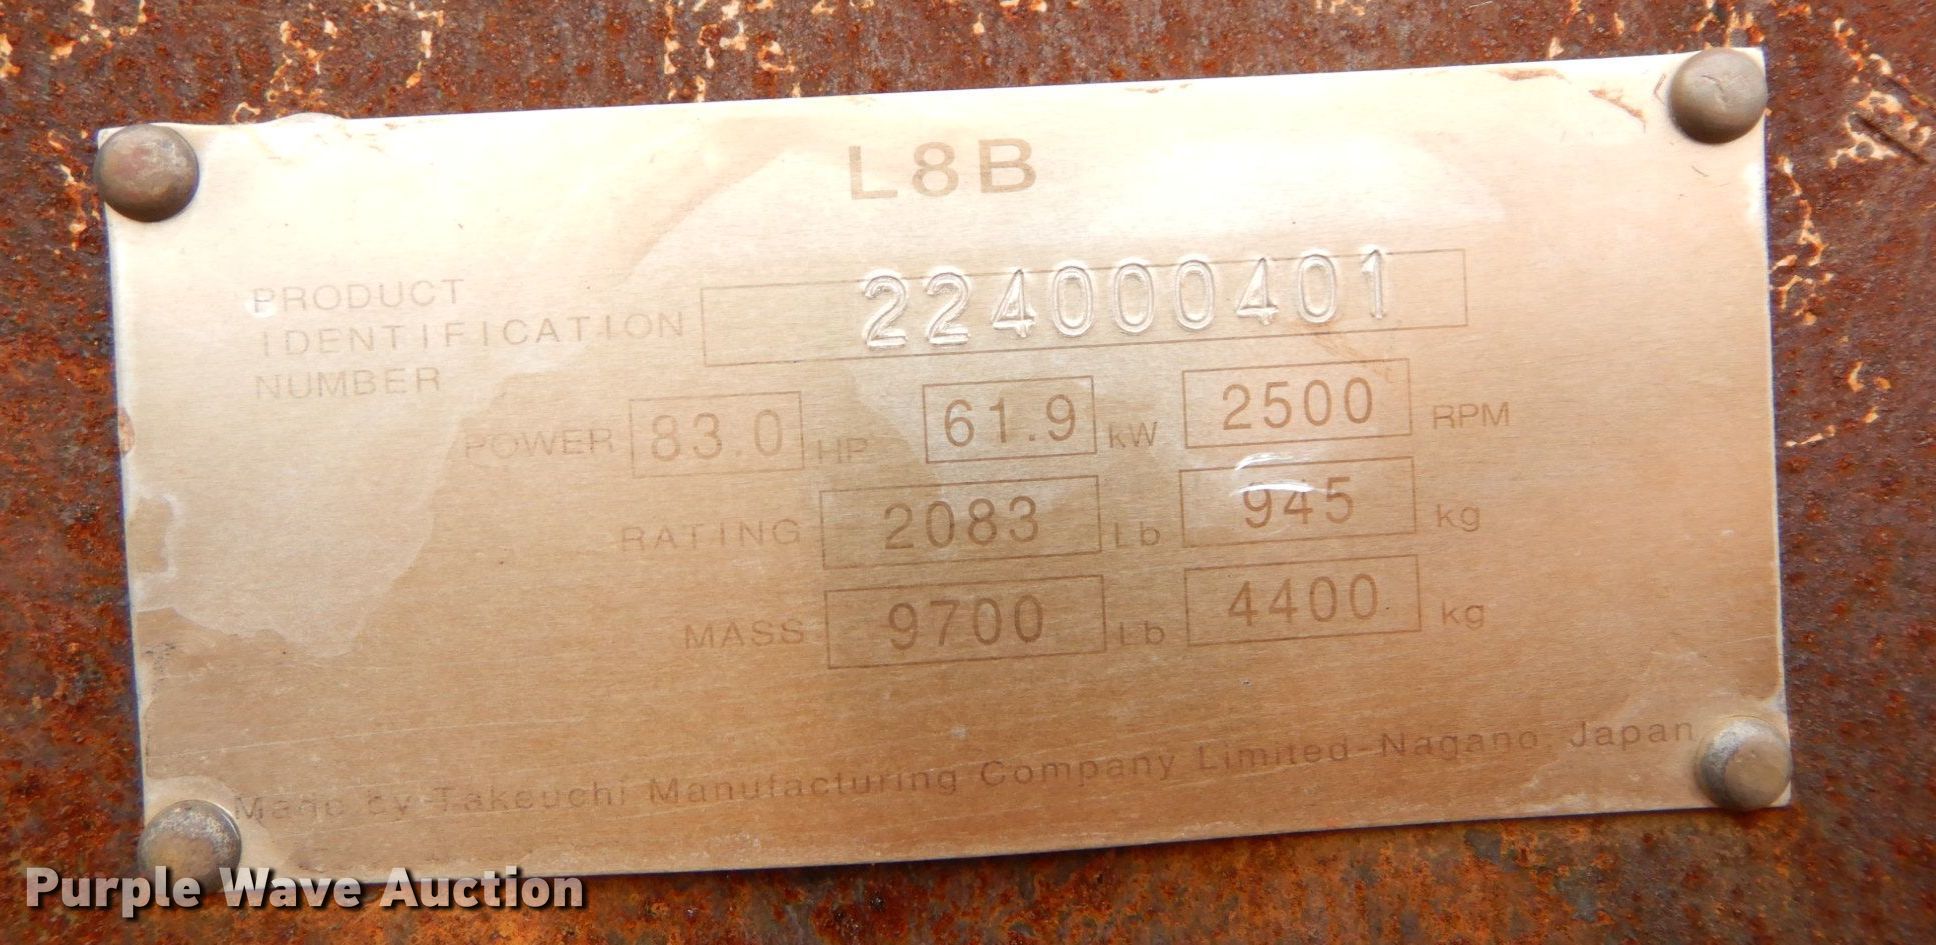 L8B
PRODUCT
IDENTIFICATION
NUMBER
224000401
POWER 83.0 HP 61.9 kW 2500 RPM
RATING 2083 Lb 945 kg
MASS 9700 Lb 4400 kg
Made by Takeuchi Manufacturing Company Limited-Nagano, Japan
Purple Wave Auction